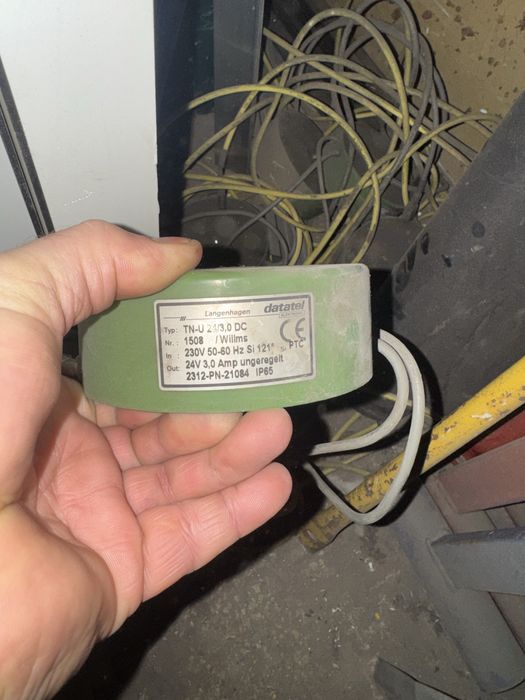 Langenhagen datatel
Typ: TN-U 24/3,0 DC
Nr.: 1508 /Willms
In : 230V 50-60 Hz Si 121° PTC
Out: 24V 3,0 Amp ungeregelt
2312-PN-21084 IP65
CE